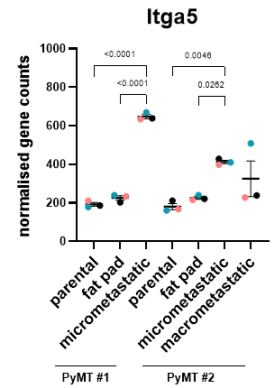 Itga5
normalised gene counts
1000
800
600
400
200
0
<0.0001
<0.0001
0.0046
0.0262
parental
fat pad
micrometastatic
parental
fat pad
micrometastatic
macrometastatic
PyMT #1
PyMT #2